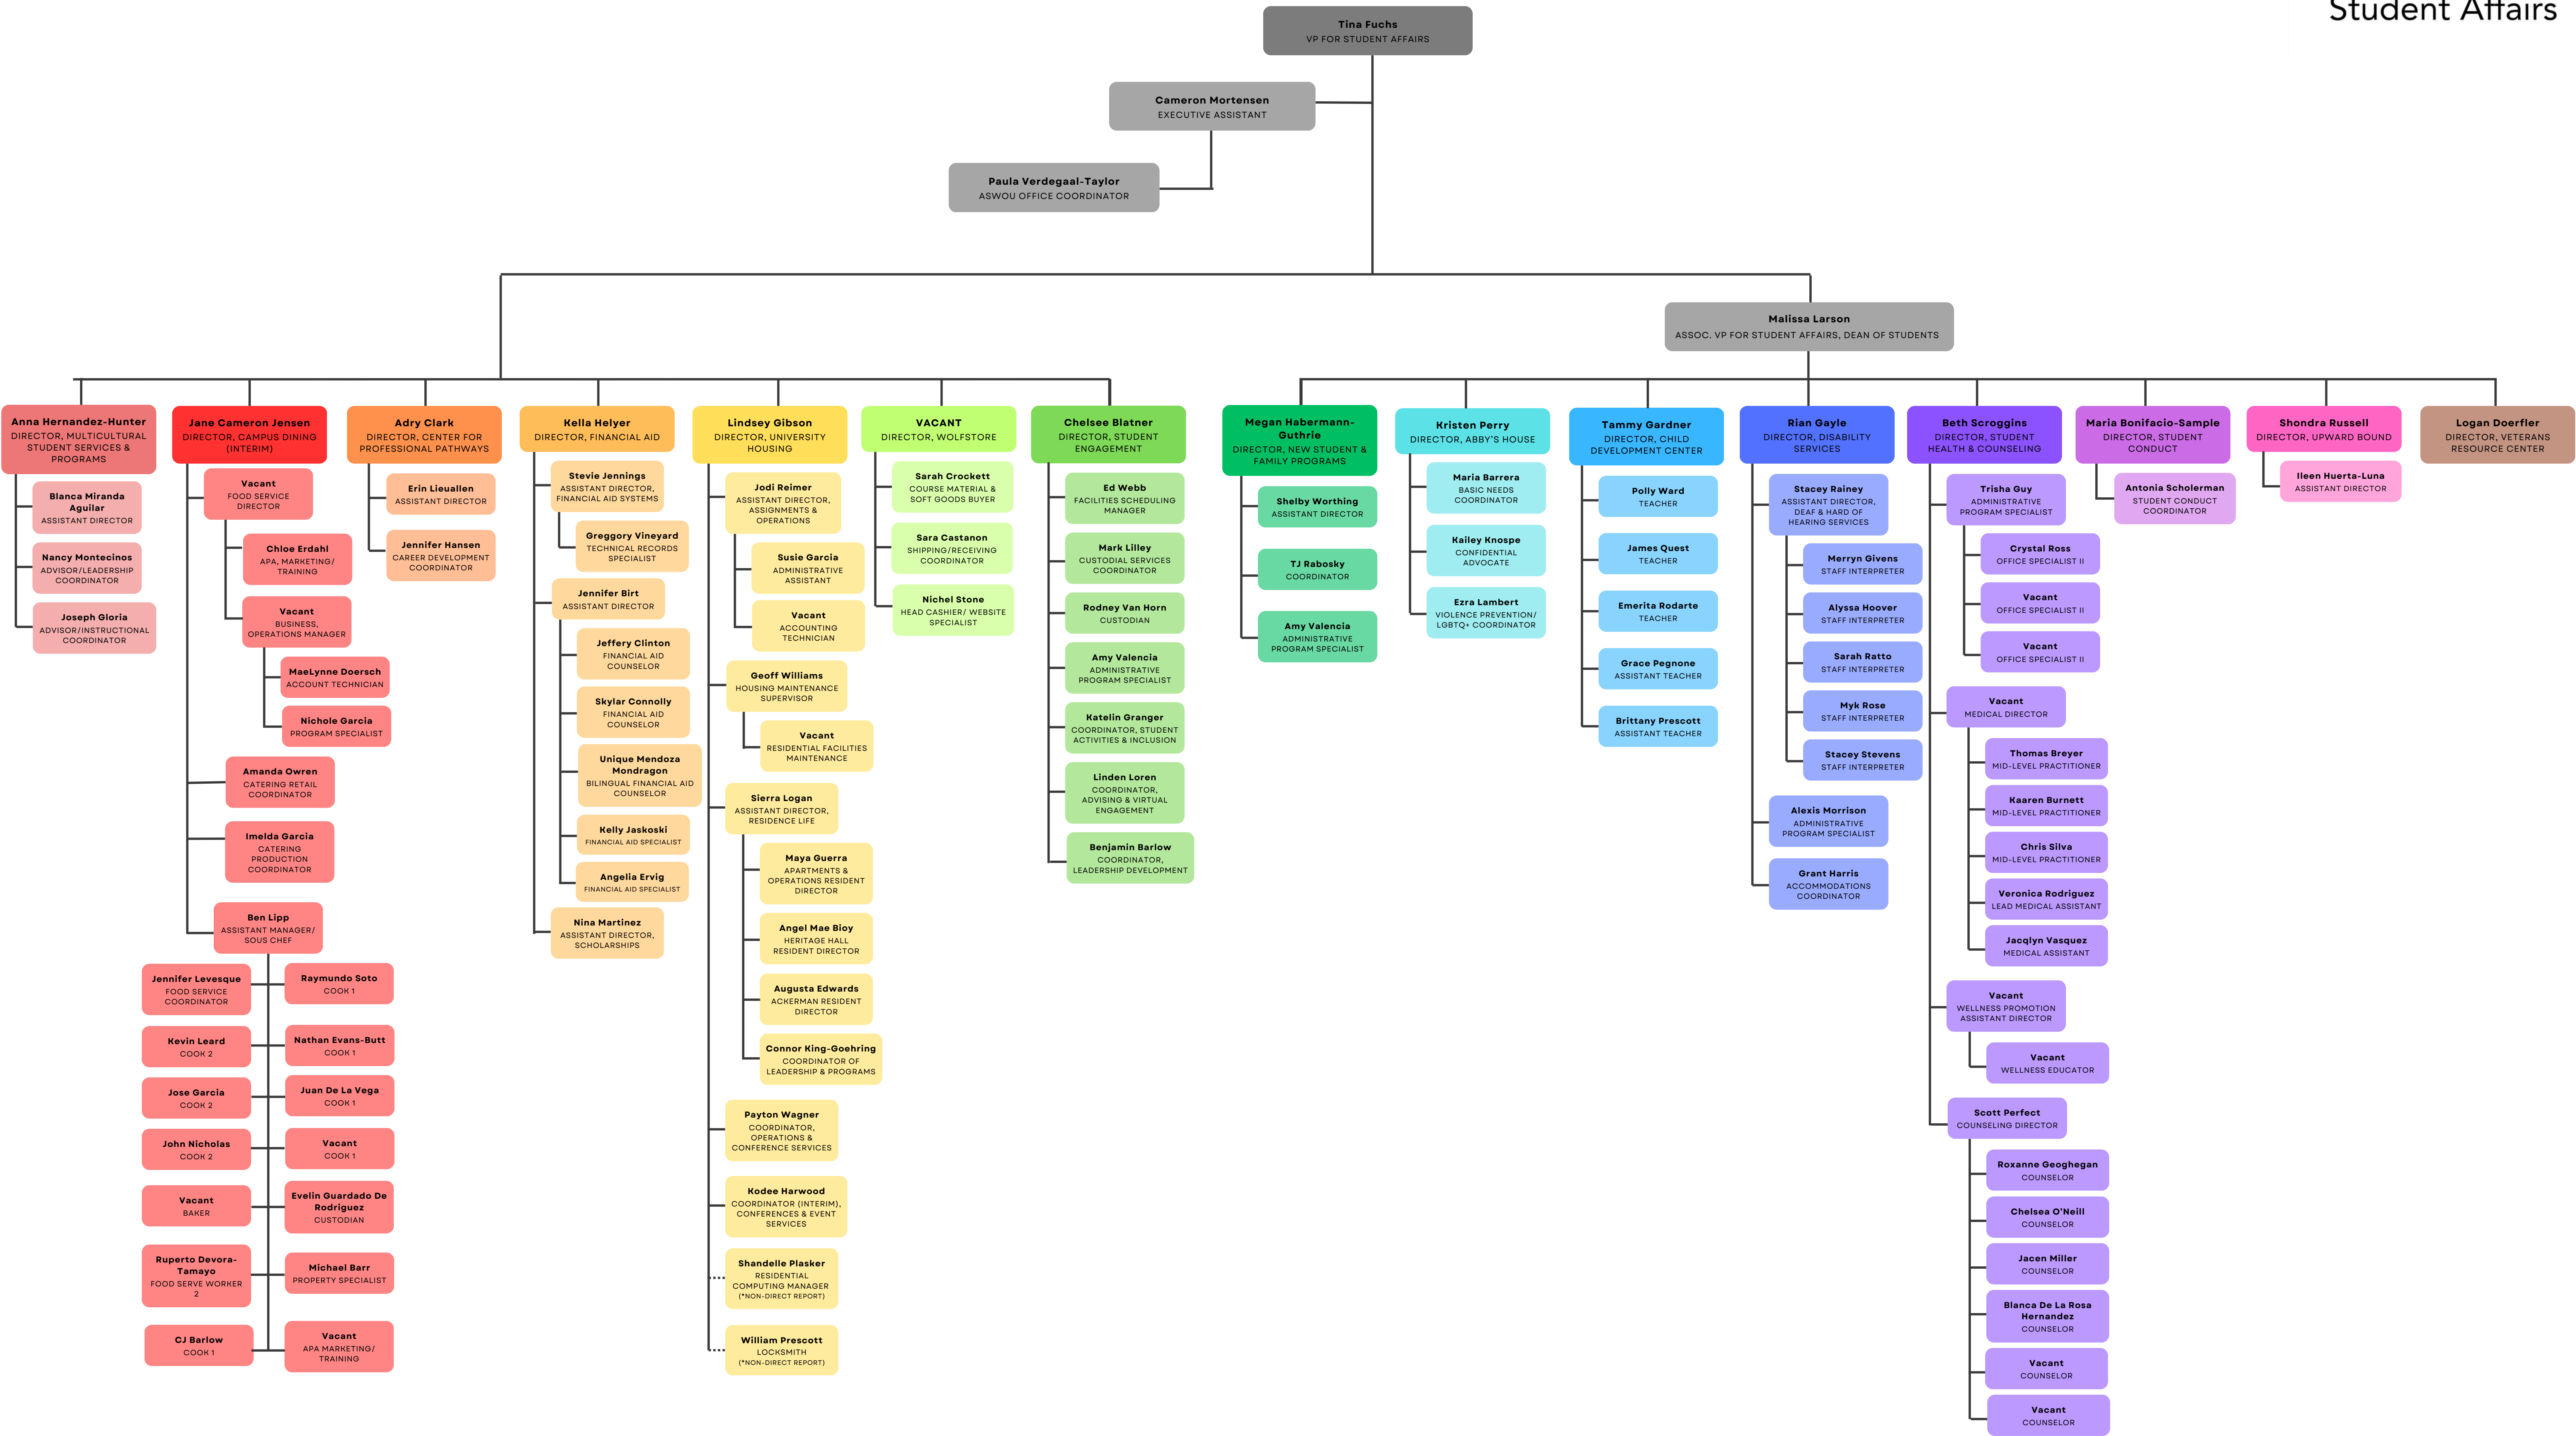 Student Affairs
Tina Fuchs
VP FOR STUDENT AFFAIRS
Cameron Mortensen
EXECUTIVE ASSISTANT
Paula Verdegaal-Taylor
ASWOU OFFICE COORDINATOR
Malissa Larson
ASSOC. VP FOR STUDENT AFFAIRS, DEAN OF STUDENTS
Anna Hernandez-Hunter
DIRECTOR, MULTICULTURAL
STUDENT SERVICES &
PROGRAMS
Blanca Miranda
Aguilar
ASSISTANT DIRECTOR
Nancy Montecinos
ADVISOR/LEADERSHIP
COORDINATOR
Joseph Gloria
ADVISOR/INSTRUCTIONAL
COORDINATOR
Jane Cameron Jensen
DIRECTOR, CAMPUS DINING
(INTERIM)
Vacant
FOOD SERVICE
DIRECTOR
Chloe Erdahl
APA, MARKETING/
TRAINING
Vacant
BUSINESS,
OPERATIONS MANAGER
MaeLynne Doersch
ACCOUNT TECHNICIAN
Nichole Garcia
PROGRAM SPECIALIST
Amanda Owren
CATERING RETAIL
COORDINATOR
Imelda Garcia
CATERING
PRODUCTION
COORDINATOR
Ben Lipp
ASSISTANT MANAGER/
SOUS CHEF
Jennifer Levesque
FOOD SERVICE
COORDINATOR
Raymundo Soto
COOK 1
Kevin Leard
COOK 2
Nathan Evans-Butt
COOK 1
Jose Garcia
COOK 2
Juan De La Vega
COOK 1
John Nicholas
COOK 2
Vacant
COOK 1
Vacant
BAKER
Evelin Guardado De
Rodriguez
CUSTODIAN
Ruperto Devora-
Tamayo
FOOD SERVE WORKER
2
Michael Barr
PROPERTY SPECIALIST
CJ Barlow
COOK 1
Vacant
APA MARKETING/
TRAINING
Adry Clark
DIRECTOR, CENTER FOR
PROFESSIONAL PATHWAYS
Erin Lieuallen
ASSISTANT DIRECTOR
Jennifer Hansen
CAREER DEVELOPMENT
COORDINATOR
Kella Helyer
DIRECTOR, FINANCIAL AID
Stevie Jennings
ASSISTANT DIRECTOR,
FINANCIAL AID SYSTEMS
Greggory Vineyard
TECHNICAL RECORDS
SPECIALIST
Jennifer Birt
ASSISTANT DIRECTOR
Jeffery Clinton
FINANCIAL AID
COUNSELOR
Skylar Connolly
FINANCIAL AID
COUNSELOR
Unique Mendoza
Mondragon
BILINGUAL FINANCIAL AID
COUNSELOR
Kelly Jaskoski
FINANCIAL AID SPECIALIST
Angelia Ervig
FINANCIAL AID SPECIALIST
Nina Martinez
ASSISTANT DIRECTOR,
SCHOLARSHIPS
Lindsey Gibson
DIRECTOR, UNIVERSITY
HOUSING
Jodi Reimer
ASSISTANT DIRECTOR,
ASSIGNMENTS &
OPERATIONS
Susie Garcia
ADMINISTRATIVE
ASSISTANT
Vacant
ACCOUNTING
TECHNICIAN
Geoff Williams
HOUSING MAINTENANCE
SUPERVISOR
Vacant
RESIDENTIAL FACILITIES
MAINTENANCE
Sierra Logan
ASSISTANT DIRECTOR,
RESIDENCE LIFE
Maya Guerra
APARTMENTS &
OPERATIONS RESIDENT
DIRECTOR
Angel Mae Bioy
HERITAGE HALL
RESIDENT DIRECTOR
Augusta Edwards
ACKERMAN RESIDENT
DIRECTOR
Connor King-Goehring
COORDINATOR OF
LEADERSHIP & PROGRAMS
Payton Wagner
COORDINATOR,
OPERATIONS &
CONFERENCE SERVICES
Kodee Harwood
COORDINATOR (INTERIM),
CONFERENCES & EVENT
SERVICES
Shandelle Plasker
RESIDENTIAL
COMPUTING MANAGER
(*NON-DIRECT REPORT)
William Prescott
LOCKSMITH
(*NON-DIRECT REPORT)
VACANT
DIRECTOR, WOLFSTORE
Sarah Crockett
COURSE MATERIAL &
SOFT GOODS BUYER
Sara Castanon
SHIPPING/RECEIVING
COORDINATOR
Nichel Stone
HEAD CASHIER/ WEBSITE
SPECIALIST
Chelsee Blatner
DIRECTOR, STUDENT
ENGAGEMENT
Ed Webb
FACILITIES SCHEDULING
MANAGER
Mark Lilley
CUSTODIAL SERVICES
COORDINATOR
Rodney Van Horn
CUSTODIAN
Amy Valencia
ADMINISTRATIVE
PROGRAM SPECIALIST
Katelin Granger
COORDINATOR, STUDENT
ACTIVITIES & INCLUSION
Linden Loren
COORDINATOR,
ADVISING & VIRTUAL
ENGAGEMENT
Benjamin Barlow
COORDINATOR,
LEADERSHIP DEVELOPMENT
Megan Habermann-
Guthrie
DIRECTOR, NEW STUDENT &
FAMILY PROGRAMS
Shelby Worthing
ASSISTANT DIRECTOR
TJ Rabosky
COORDINATOR
Amy Valencia
ADMINISTRATIVE
PROGRAM SPECIALIST
Kristen Perry
DIRECTOR, ABBY'S HOUSE
Maria Barrera
BASIC NEEDS
COORDINATOR
Kailey Knospe
CONFIDENTIAL
ADVOCATE
Ezra Lambert
VIOLENCE PREVENTION/
LGBTQ+ COORDINATOR
Tammy Gardner
DIRECTOR, CHILD
DEVELOPMENT CENTER
Polly Ward
TEACHER
James Quest
TEACHER
Emerita Rodarte
TEACHER
Grace Pegnone
ASSISTANT TEACHER
Brittany Prescott
ASSISTANT TEACHER
Rian Gayle
DIRECTOR, DISABILITY
SERVICES
Stacey Rainey
ASSISTANT DIRECTOR,
DEAF & HARD OF
HEARING SERVICES
Merryn Givens
STAFF INTERPRETER
Alyssa Hoover
STAFF INTERPRETER
Sarah Ratto
STAFF INTERPRETER
Myk Rose
STAFF INTERPRETER
Stacey Stevens
STAFF INTERPRETER
Alexis Morrison
ADMINISTRATIVE
PROGRAM SPECIALIST
Grant Harris
ACCOMMODATIONS
COORDINATOR
Beth Scroggins
DIRECTOR, STUDENT
HEALTH & COUNSELING
Trisha Guy
ADMINISTRATIVE
PROGRAM SPECIALIST
Crystal Ross
OFFICE SPECIALIST II
Vacant
OFFICE SPECIALIST II
Vacant
OFFICE SPECIALIST II
Vacant
MEDICAL DIRECTOR
Thomas Breyer
MID-LEVEL PRACTITIONER
Kaaren Burnett
MID-LEVEL PRACTITIONER
Chris Silva
MID-LEVEL PRACTITIONER
Veronica Rodriguez
LEAD MEDICAL ASSISTANT
Jacqlyn Vasquez
MEDICAL ASSISTANT
Vacant
WELLNESS PROMOTION
ASSISTANT DIRECTOR
Vacant
WELLNESS EDUCATOR
Scott Perfect
COUNSELING DIRECTOR
Roxanne Geoghegan
COUNSELOR
Chelsea O'Neill
COUNSELOR
Jacen Miller
COUNSELOR
Blanca De La Rosa
Hernandez
COUNSELOR
Vacant
COUNSELOR
Vacant
COUNSELOR
Maria Bonifacio-Sample
DIRECTOR, STUDENT
CONDUCT
Antonia Scholerman
STUDENT CONDUCT
COORDINATOR
Shondra Russell
DIRECTOR, UPWARD BOUND
Ileen Huerta-Luna
ASSISTANT DIRECTOR
Logan Doerfler
DIRECTOR, VETERANS
RESOURCE CENTER